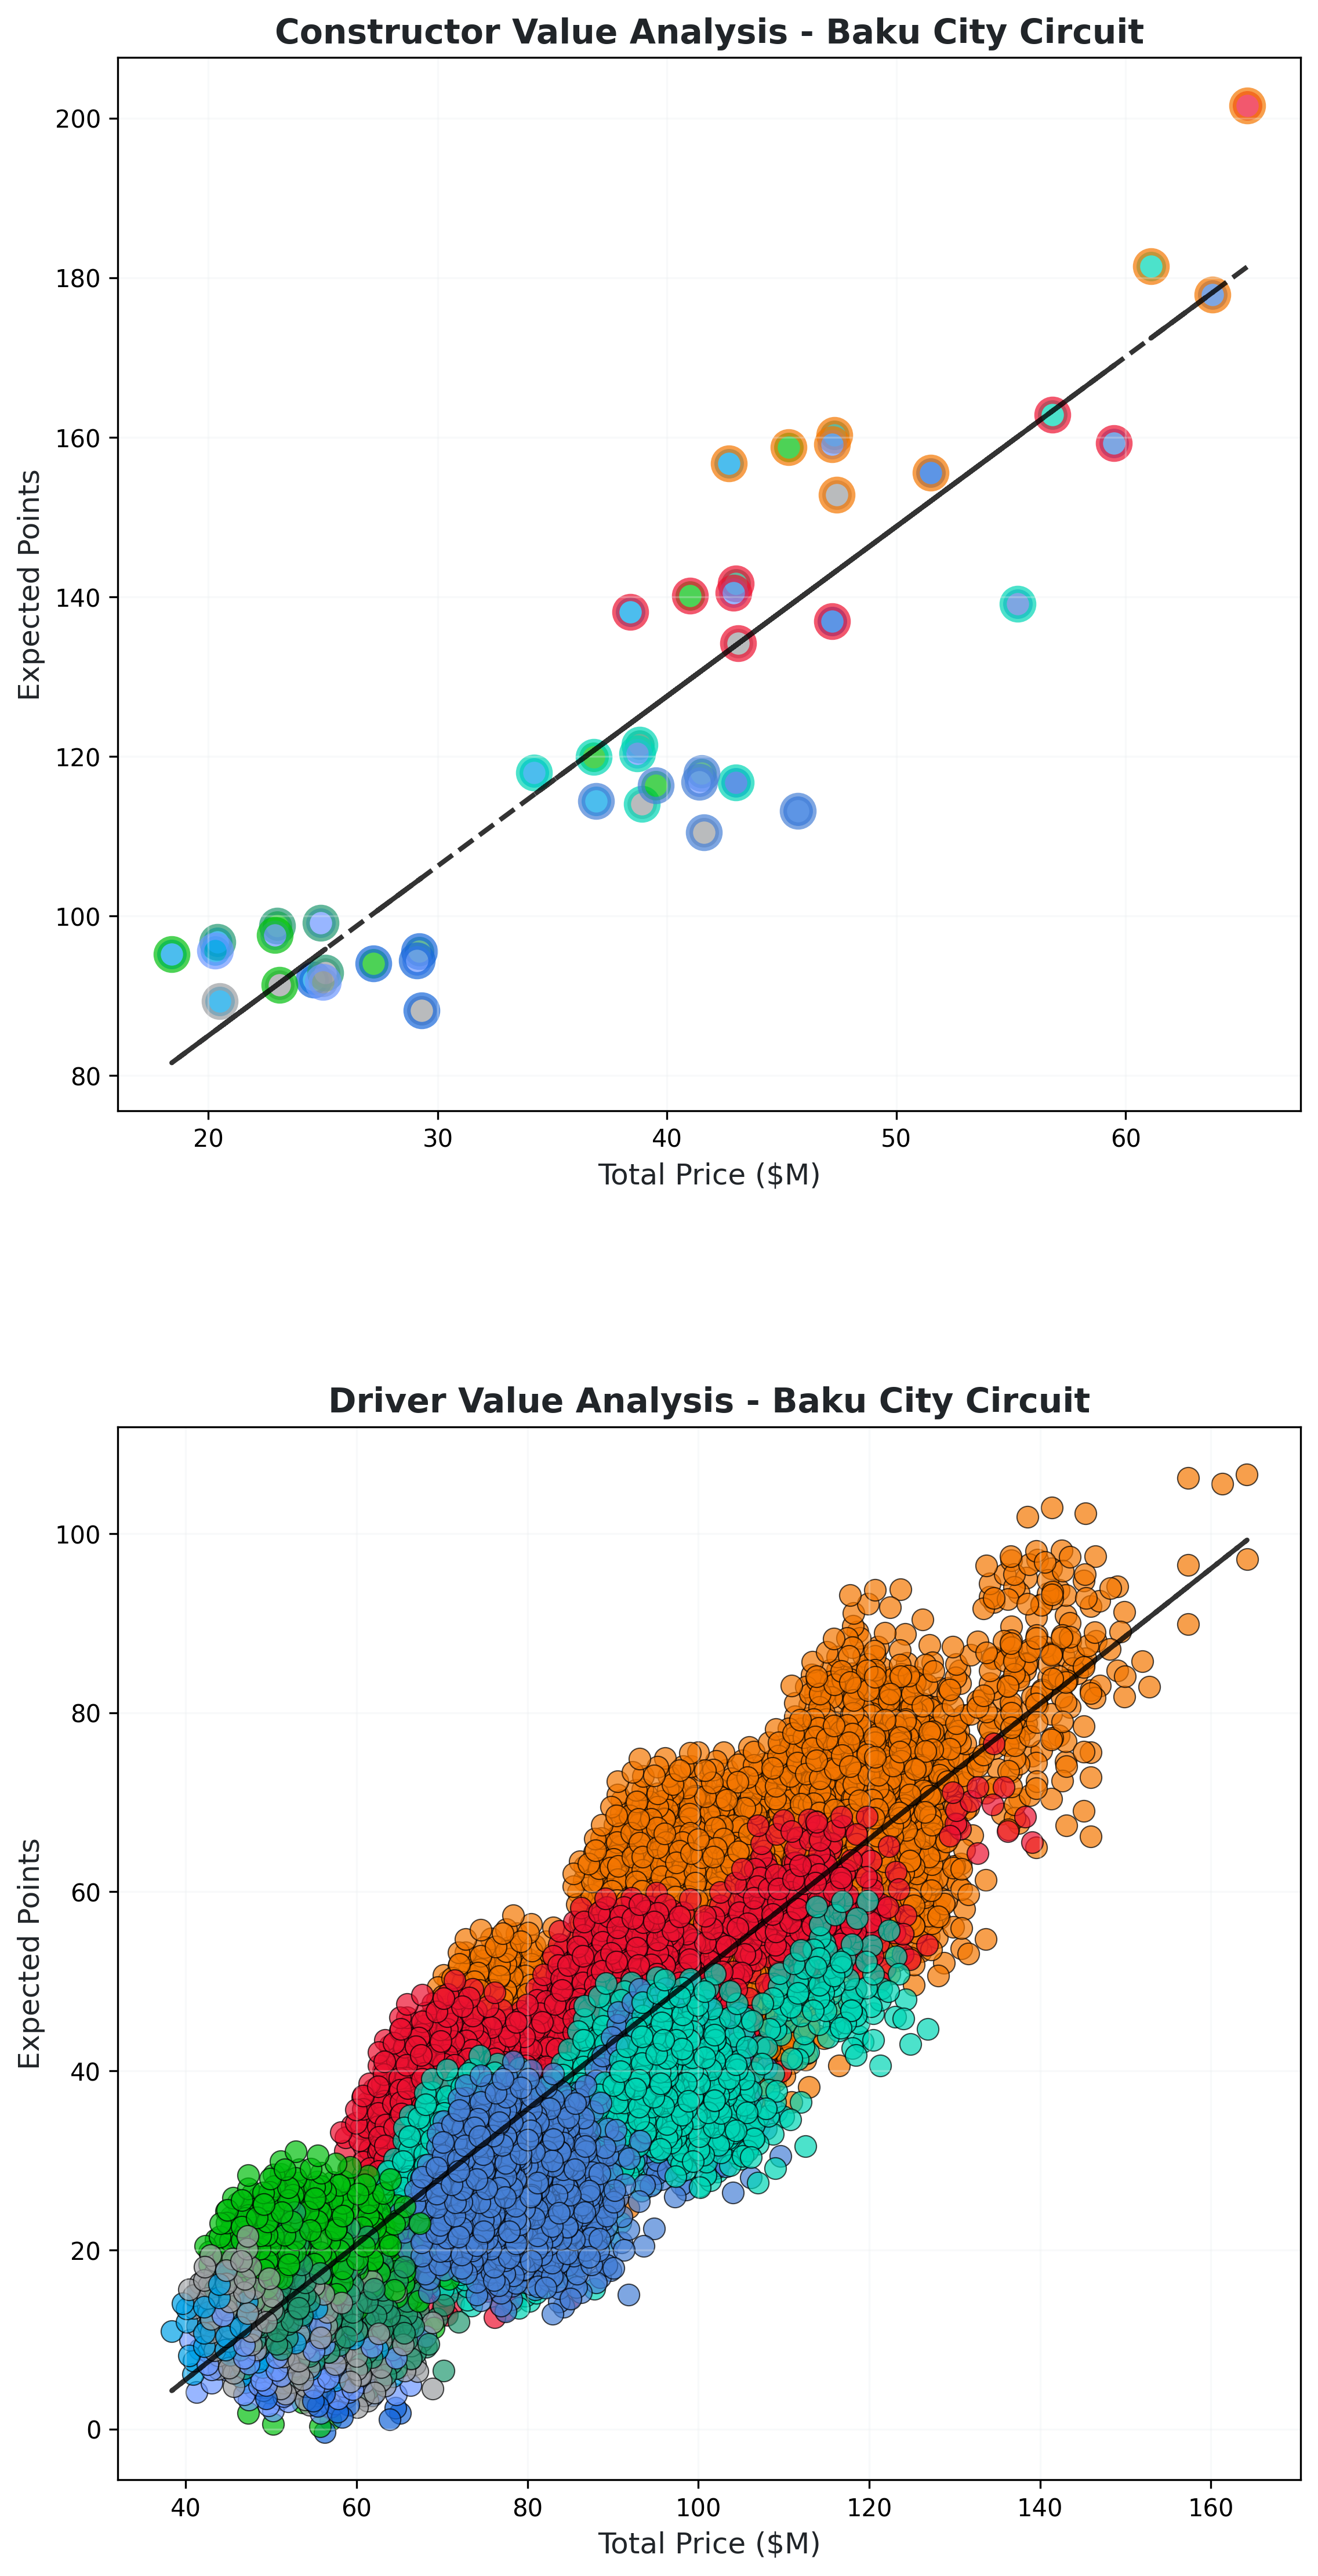 Constructor Value Analysis - Baku City Circuit
200
180
160
140
120
100
80
Expected Points
20 30 40 50 60
Total Price ($M)
Driver Value Analysis - Baku City Circuit
100
80
60
40
20
0
Expected Points
40 60 80 100 120 140 160
Total Price ($M)